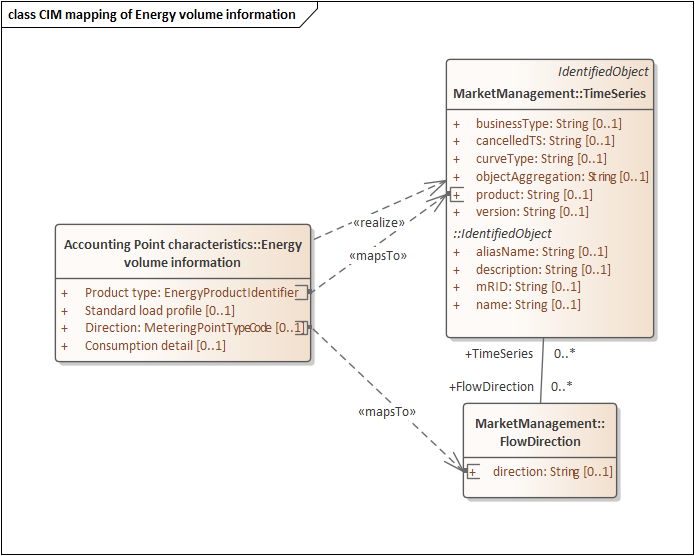 class CIM mapping of Energy volume information
IdentifiedObject
MarketManagement::TimeSeries
+ businessType: String [0..1]
+ cancelledTS: String [0..1]
+ curveType: String [0..1]
+ objectAggregation: String [0..1]
+ product: String [0..1]
+ version: String [0..1]
::IdentifiedObject
+ aliasName: String [0..1]
+ description: String [0..1]
+ mRID: String [0..1]
+ name: String [0..1]
«realize»
«mapsTo»
Accounting Point characteristics::Energy
volume information
+ Product type: EnergyProductIdentifier
+ Standard load profile [0..1]
+ Direction: MeteringPointTypeCode [0..1]
+ Consumption detail [0..1]
+TimeSeries 0..*
+FlowDirection 0..*
«mapsTo»
MarketManagement::
FlowDirection
+ direction: String [0..1]